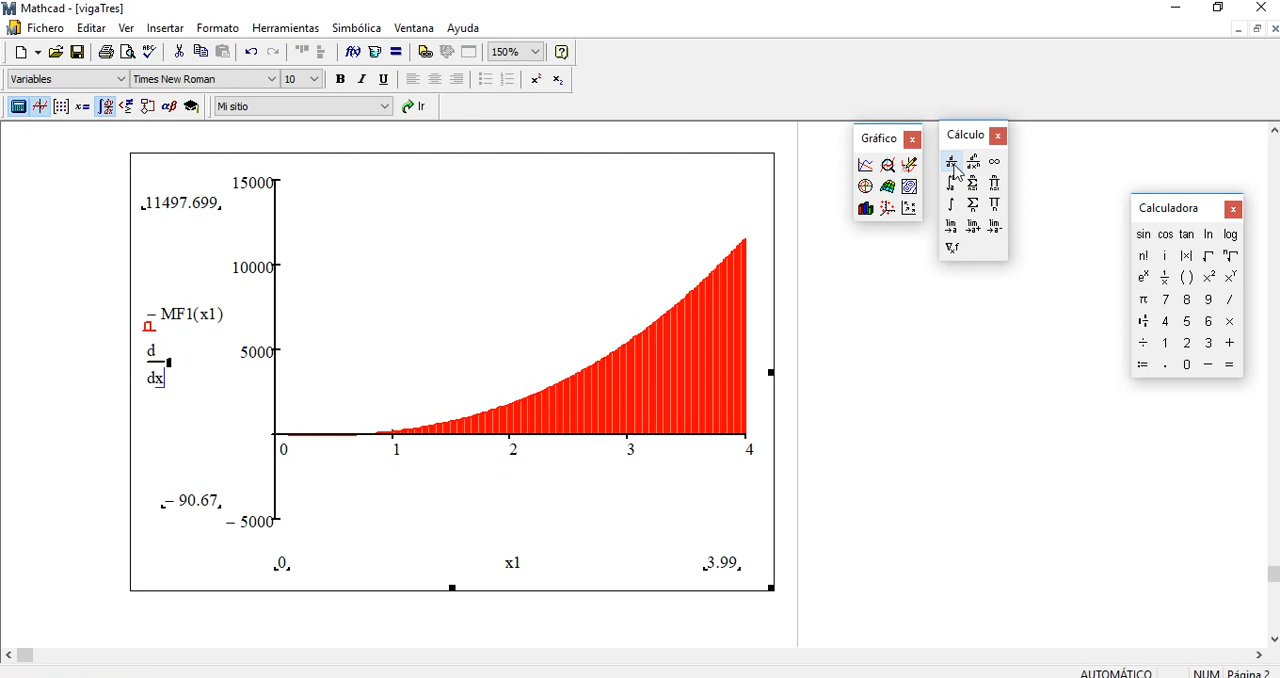 Mathcad - [vigaTres]
Fichero Editar Ver Insertar Formato Herramientas Simbólica Ventana Ayuda
150%
Variables Times New Roman 10 B I U
Mi sitio Ir
Gráfico
Cálculo
Calculadora
sin cos tan ln log
n! i |×| √ ⁿ√
eˣ 1/x ( ) ×² ×ʸ
π 7 8 9 /
4 5 6 ×
÷ 1 2 3 +
:= . 0 − =
∇ₓf
11497.699
− MF1(x1)
d
dx
− 90.67
15000
10000
5000
− 5000
0 1 2 3 4
0 x1 3.99
AUTOMÁTICO NUM Página 2